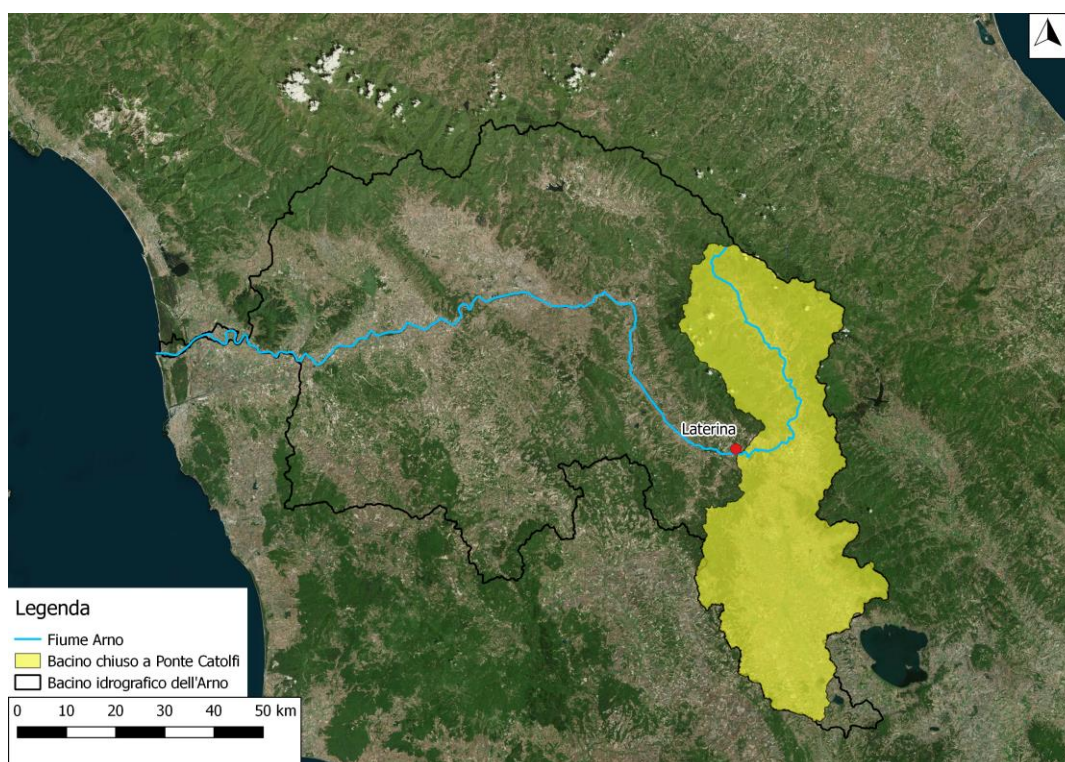 Laterina
Legenda
Fiume Arno
Bacino chiuso a Ponte Catolfi
Bacino idrografico dell'Arno
0 10 20 30 40 50 km